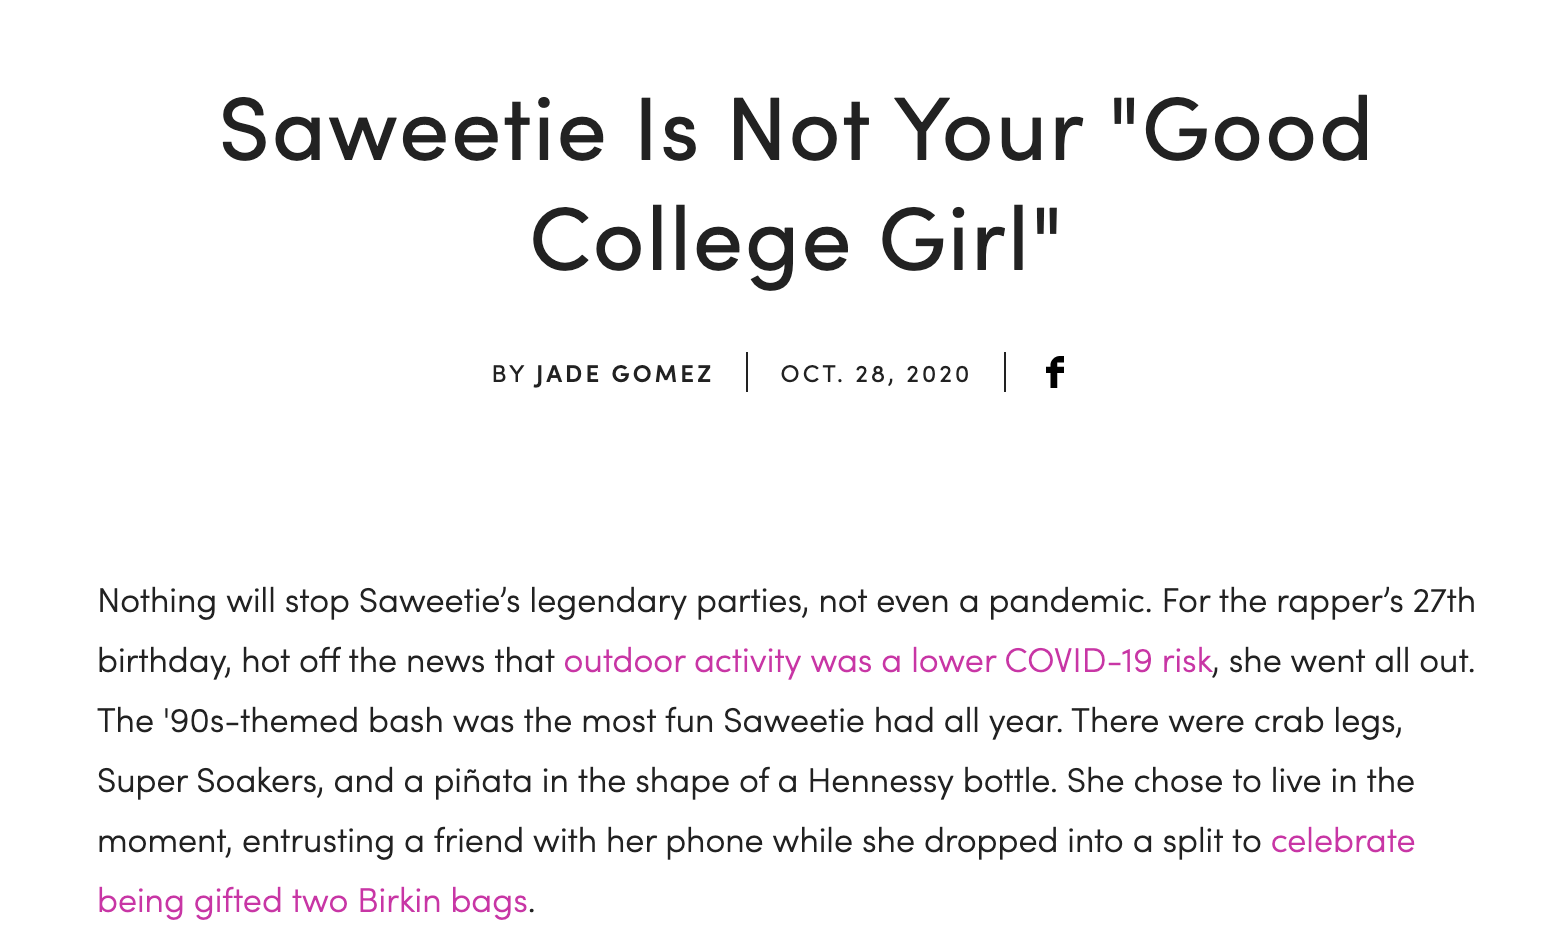 Saweetie Is Not Your "Good
College Girl"
BY JADE GOMEZ
OCT. 28, 2020
f
Nothing will stop Saweetie’s legendary parties, not even a pandemic. For the rapper’s 27th
birthday, hot off the news that outdoor activity was a lower COVID-19 risk, she went all out.
The '90s-themed bash was the most fun Saweetie had all year. There were crab legs,
Super Soakers, and a piñata in the shape of a Hennessy bottle. She chose to live in the
moment, entrusting a friend with her phone while she dropped into a split to celebrate
being gifted two Birkin bags.